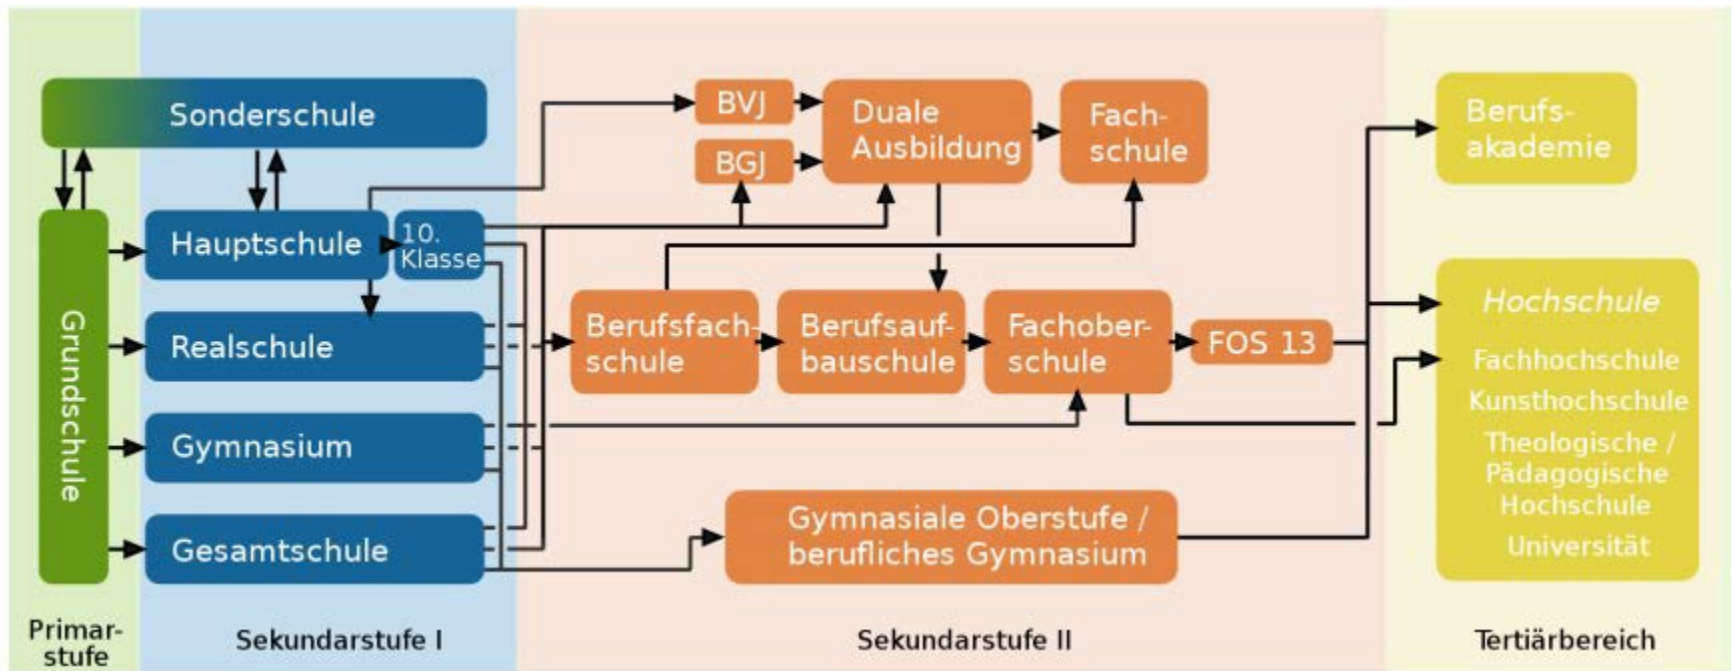 Sonderschule
Grundschule
Hauptschule
10.
Klasse
Realschule
Gymnasium
Gesamtschule
BVJ
BGJ
Duale
Ausbildung
Fach-
schule
Berufsfach-
schule
Berufsauf-
bauschule
Fachober-
schule
FOS 13
Gymnasiale Oberstufe /
berufliches Gymnasium
Berufs-
akademie
Hochschule
Fachhochschule
Kunsthochschule
Theologische /
Pädagogische
Hochschule
Universität
Primar-
stufe
Sekundarstufe I
Sekundarstufe II
Tertiärbereich